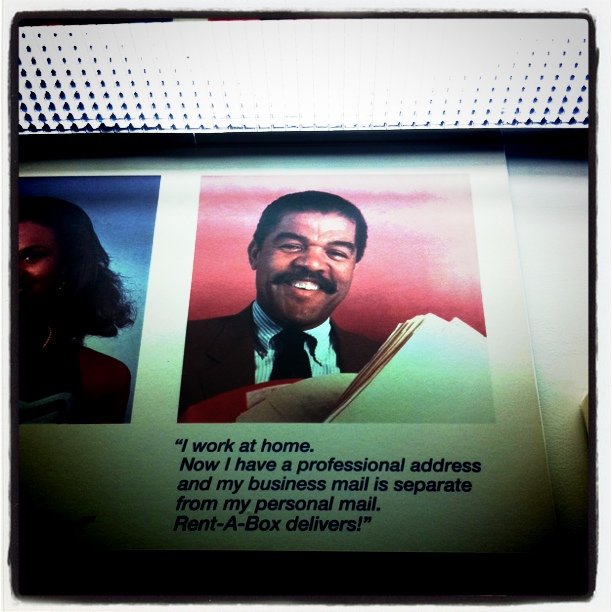 "I work at home.
Now I have a professional address
and my business mail is separate
from my personal mail.
Rent-A-Box delivers!"